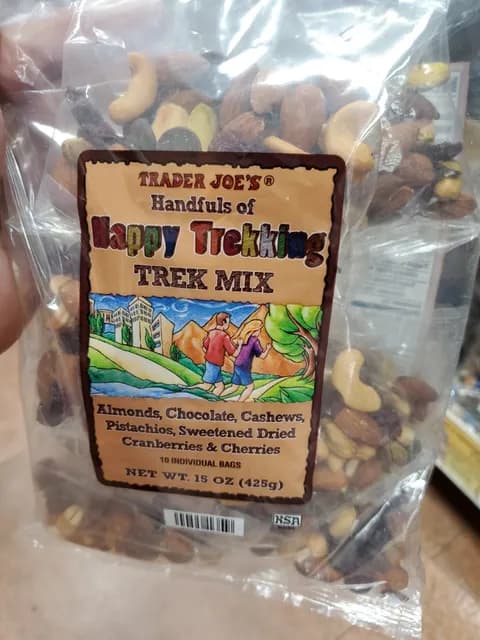 TRADER JOE'S®
Handfuls of
Happy Trekking
TREK MIX
Almonds, Chocolate, Cashews,
Pistachios, Sweetened Dried
Cranberries & Cherries
10 INDIVIDUAL BAGS
NET WT. 15 OZ (425g)
KSA